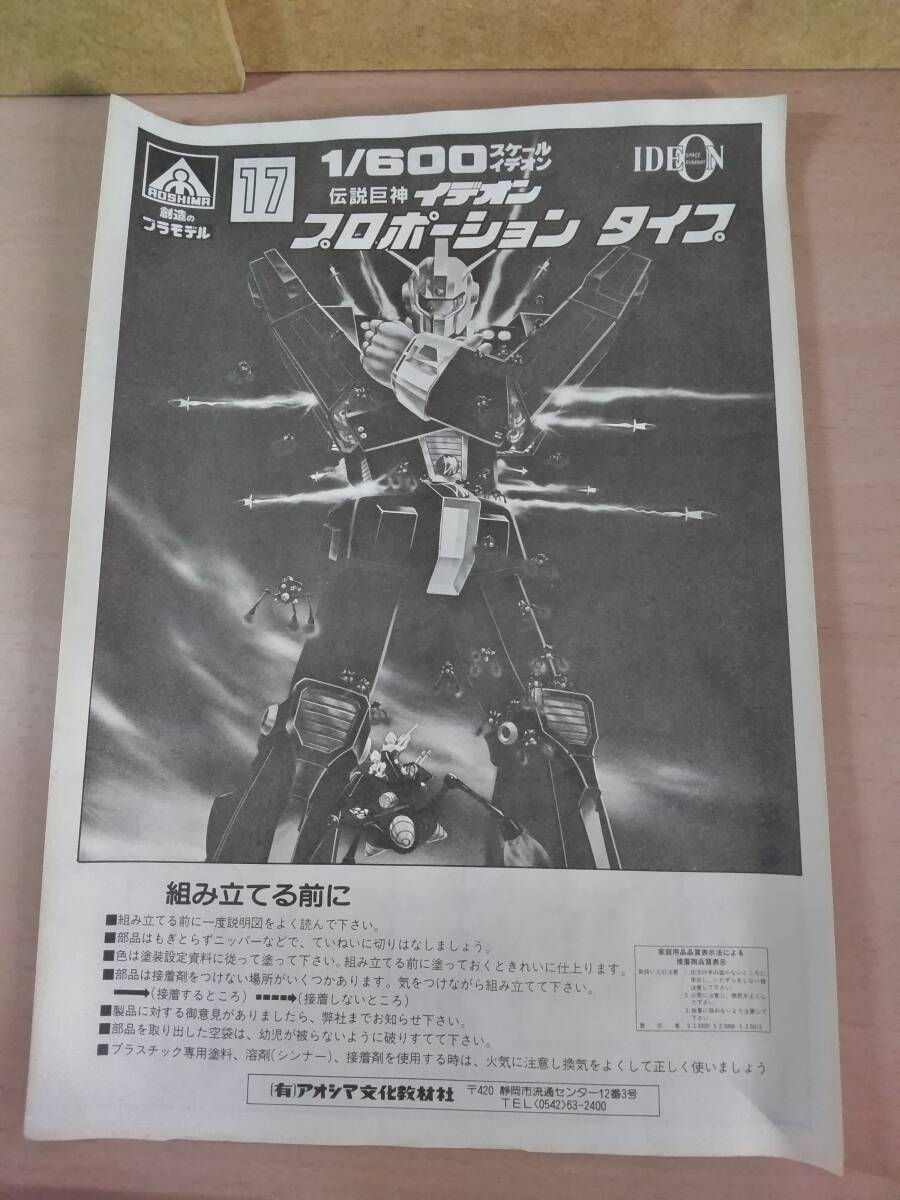 AOSHIMA
創造の
プラモデル
17
1/600 スケール イデオン
伝説巨神 イデオン
プロポーション タイプ
IDEON
SPACE RUNAWAY
組み立てる前に
■組み立てる前に一度説明図をよく読んで下さい。
■部品はもぎとらずニッパーなどで、ていねいに切りはなしましょう。
■色は塗装設定資料に従って塗って下さい。組み立てる前に塗っておくときれいに仕上ります。
■部品は接着剤をつけない場所がいくつかあります。気をつけながら組み立てて下さい。
(接着するところ) (接着しないところ)
■製品に対する御意見がありましたら、弊社までお知らせ下さい。
■部品を取り出した空袋は、幼児が被らないように破りすてて下さい。
■プラスチック専用塗料、溶剤(シンナー)、接着剤を使用する時は、火気に注意し換気をよくして正しく使いましょう
家庭用品品質表示法による
接着剤品質表示
取扱い上の注意
(有)アオシマ文化教材社 〒420 静岡市流通センター12番3号
TEL〈0542〉63-2400